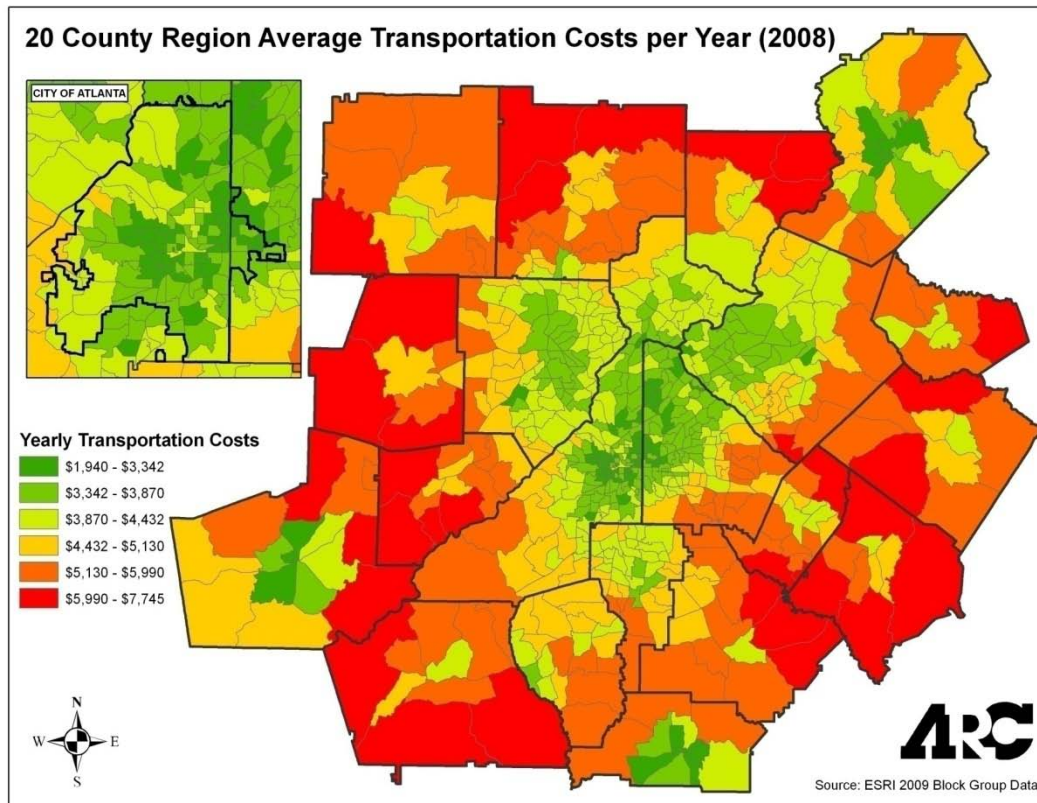 20 County Region Average Transportation Costs per Year (2008)
CITY OF ATLANTA
Yearly Transportation Costs
$1,940 - $3,342
$3,342 - $3,870
$3,870 - $4,432
$4,432 - $5,130
$5,130 - $5,990
$5,990 - $7,745
N
W E
S
ARC
Source: ESRI 2009 Block Group Data